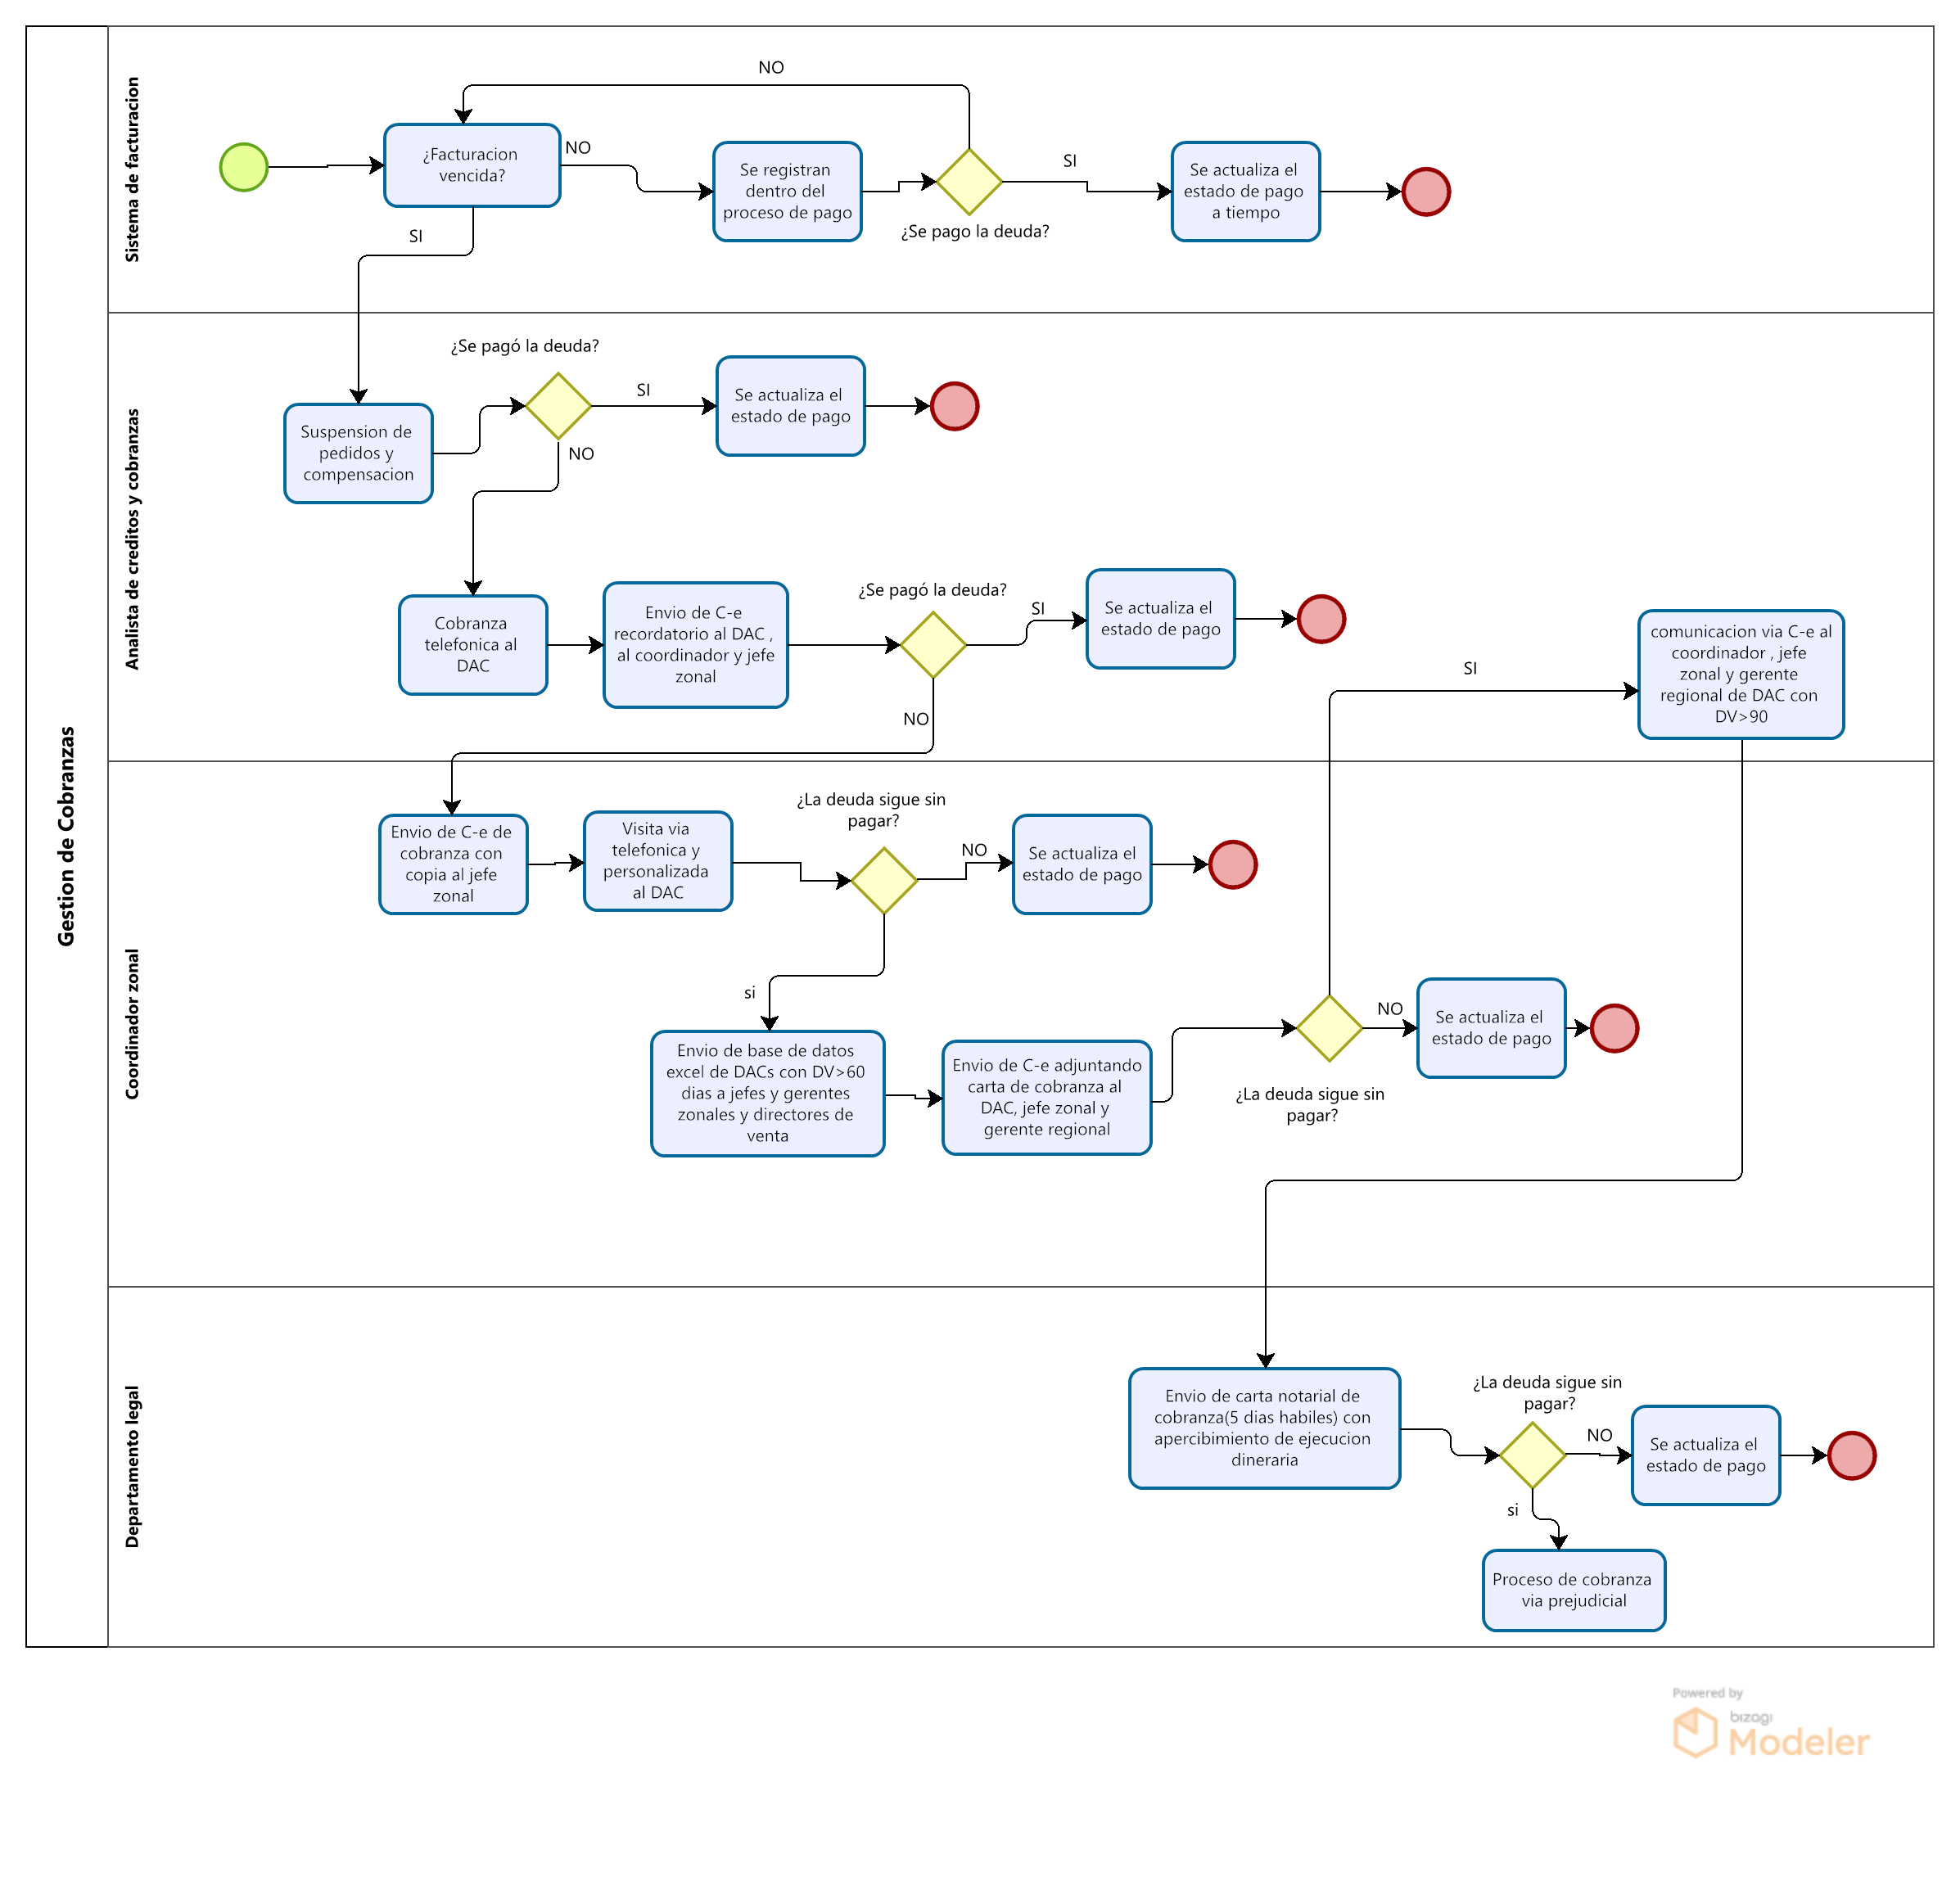 Gestion de Cobranzas
Sistema de facturacion
NO
¿Facturacion
vencida?
NO
SI
Se registran
dentro del
proceso de pago
¿Se pago la deuda?
SI
Se actualiza el
estado de pago
a tiempo
Analista de creditos y cobranzas
Suspension de
pedidos y
compensacion
¿Se pagó la deuda?
SI
NO
Se actualiza el
estado de pago
Cobranza
telefonica al
DAC
Envio de C-e
recordatorio al DAC ,
al coordinador y jefe
zonal
¿Se pagó la deuda?
SI
NO
Se actualiza el
estado de pago
SI
comunicacion via C-e al
coordinador , jefe
zonal y gerente
regional de DAC con
DV>90
Coordinador zonal
Envio de C-e de
cobranza con
copia al jefe
zonal
Visita via
telefonica y
personalizada
al DAC
¿La deuda sigue sin
pagar?
NO
Se actualiza el
estado de pago
si
Envio de base de datos
excel de DACs con DV>60
dias a jefes y gerentes
zonales y directores de
venta
Envio de C-e adjuntando
carta de cobranza al
DAC, jefe zonal y
gerente regional
¿La deuda sigue sin
pagar?
NO
Se actualiza el
estado de pago
Departamento legal
Envio de carta notarial de
cobranza(5 dias habiles) con
apercibimiento de ejecucion
dineraria
¿La deuda sigue sin
pagar?
NO
Se actualiza el
estado de pago
si
Proceso de cobranza
via prejudicial
Powered by
bizagi
Modeler